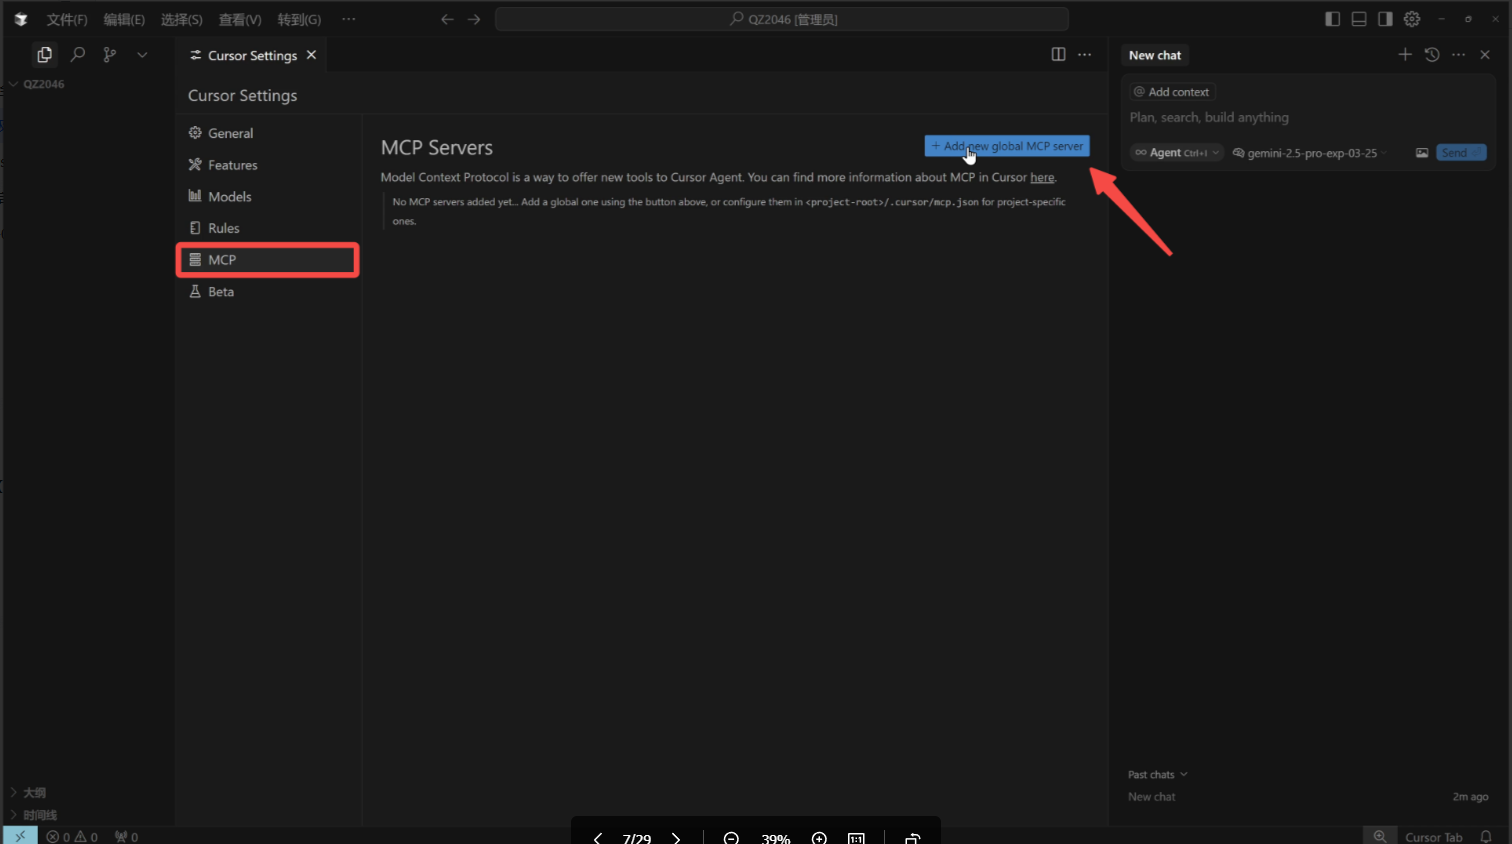 文件(F) 编辑(E) 选择(S) 查看(V) 转到(G) ··· QZ2046 [管理员]
QZ2046
Cursor Settings
Cursor Settings
General
Features
Models
Rules
MCP
Beta
MCP Servers
+ Add new global MCP server
Model Context Protocol is a way to offer new tools to Cursor Agent. You can find more information about MCP in Cursor here.
No MCP servers added yet... Add a global one using the button above, or configure them in <project-root>/.cursor/mcp.json for project-specific
ones.
New chat
@ Add context
Plan, search, build anything
∞ Agent Ctrl+I gemini-2.5-pro-exp-03-25 Send
Past chats
New chat 2m ago
大纲
时间线
0 0 0
7/29 39% 1:1
Cursor Tab